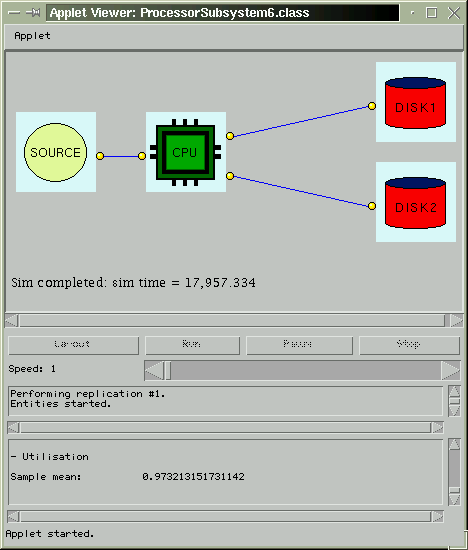 Applet Viewer: ProcessorSubsystem6.class
Applet
SOURCE
CPU
DISK1
DISK2
Sim completed: sim time = 17,957.334
Layout Run Pause Stop
Speed: 1
Performing replication #1.
Entities started.
- Utilisation
Sample mean: 0.973213151731142
Applet started.